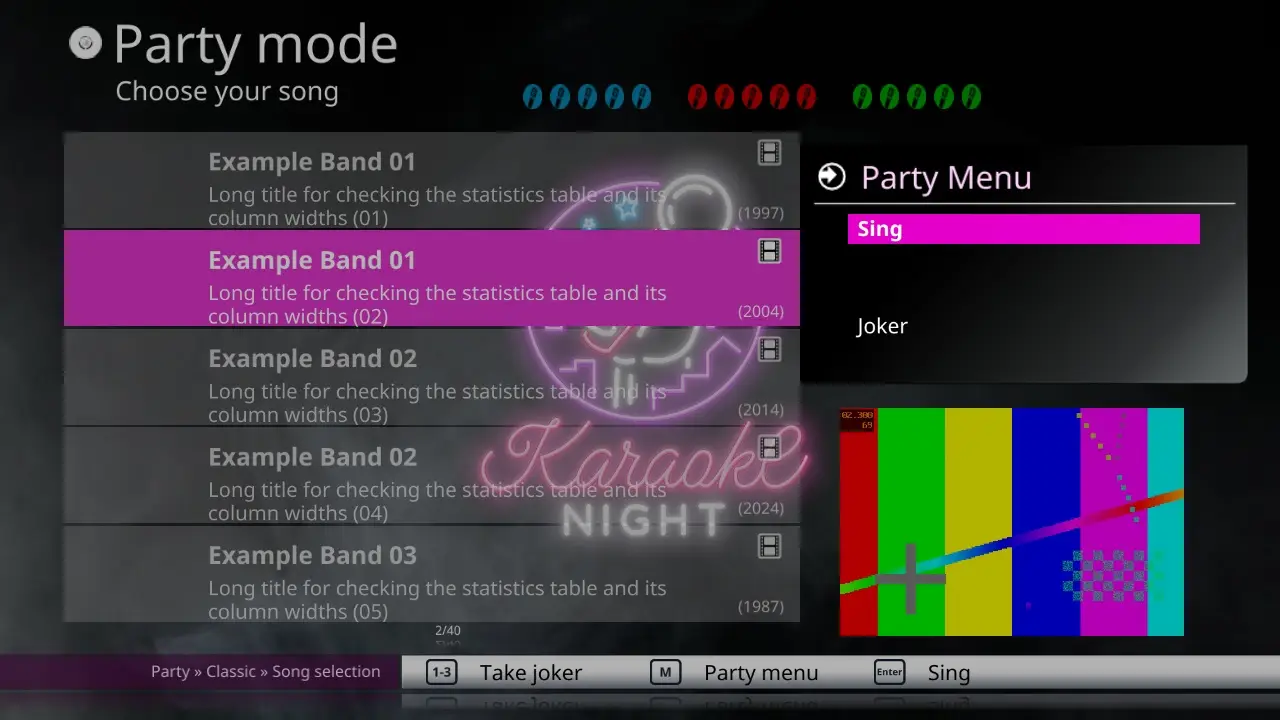 Party mode
Choose your song
Example Band 01
Long title for checking the statistics table and its
column widths (01)
(1997)
Example Band 01
Long title for checking the statistics table and its
column widths (02)
(2004)
Example Band 02
Long title for checking the statistics table and its
column widths (03)
(2014)
Example Band 02
Long title for checking the statistics table and its
column widths (04)
(2024)
Example Band 03
Long title for checking the statistics table and its
column widths (05)
(1987)
Karaoke
NIGHT
2/40
Party Menu
Sing
Joker
02.300
69
Party » Classic » Song selection
1-3 Take joker
M Party menu
Enter Sing